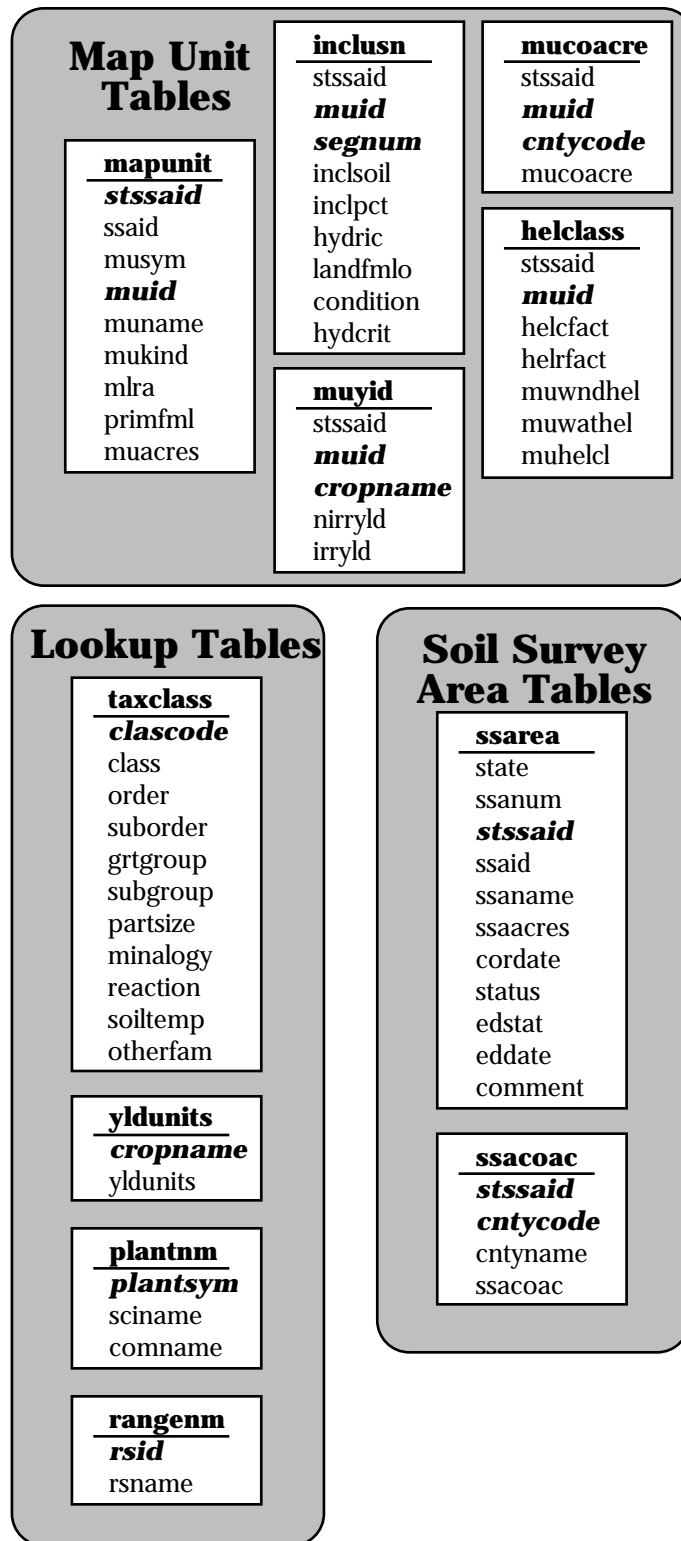 Map Unit
Tables
mapunit
stssaid
ssaid
musym
muid
muname
mukind
mlra
primfml
muacres
inclusn
stssaid
muid
segnum
inclsoil
inclpct
hydric
landfmlo
condition
hydcrit
muyid
stssaid
muid
cropname
nirryld
irryld
mucoacre
stssaid
muid
cntycode
mucoacre
helclass
stssaid
muid
helcfact
helrfact
muwndhel
muwathel
muhelcl
Lookup Tables
taxclass
clascode
class
order
suborder
grtgroup
subgroup
partsize
minalogy
reaction
soiltemp
otherfam
yldunits
cropname
yldunits
plantnm
plantsym
sciname
comname
rangenm
rsid
rsname
Soil Survey
Area Tables
ssarea
state
ssanum
stssaid
ssaid
ssaname
ssaacres
cordate
status
edstat
eddate
comment
ssacoac
stssaid
cntycode
cntyname
ssacoac